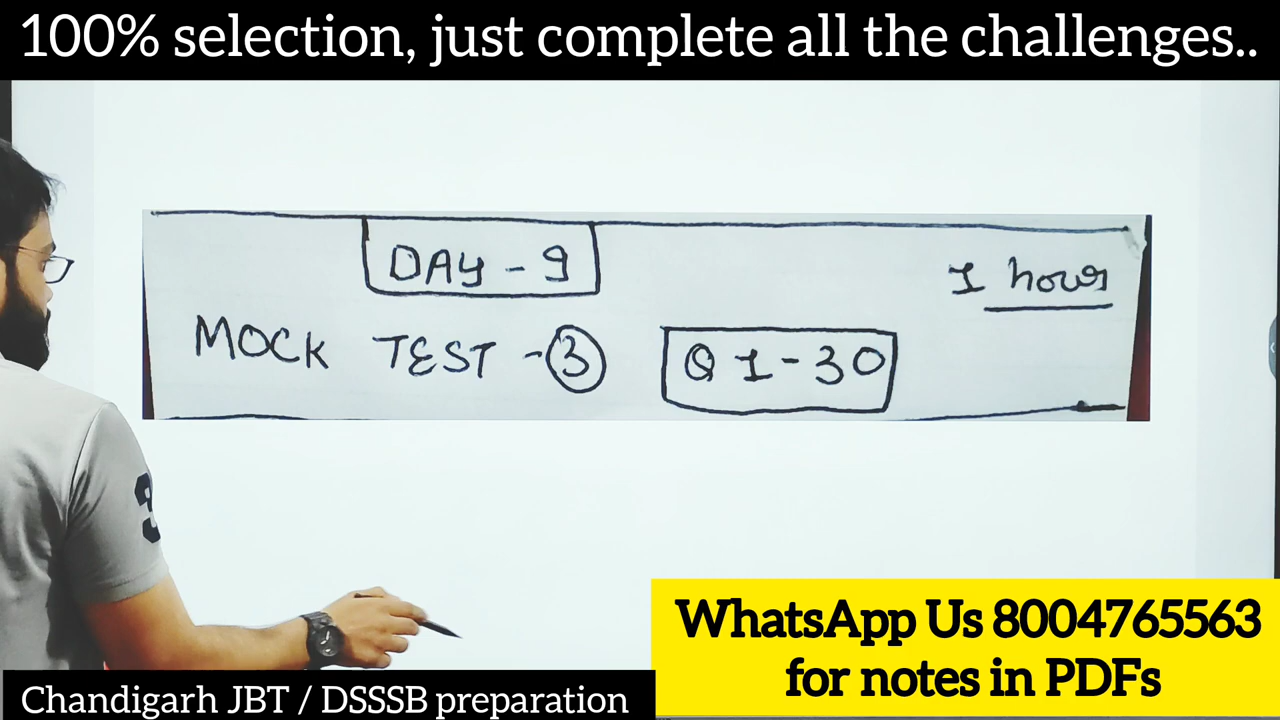 100% selection, just complete all the challenges..
DAY - 9
1 hour
MOCK TEST - 3 Q 1 - 30
3
WhatsApp Us 8004765563
for notes in PDFs
Chandigarh JBT / DSSSB preparation